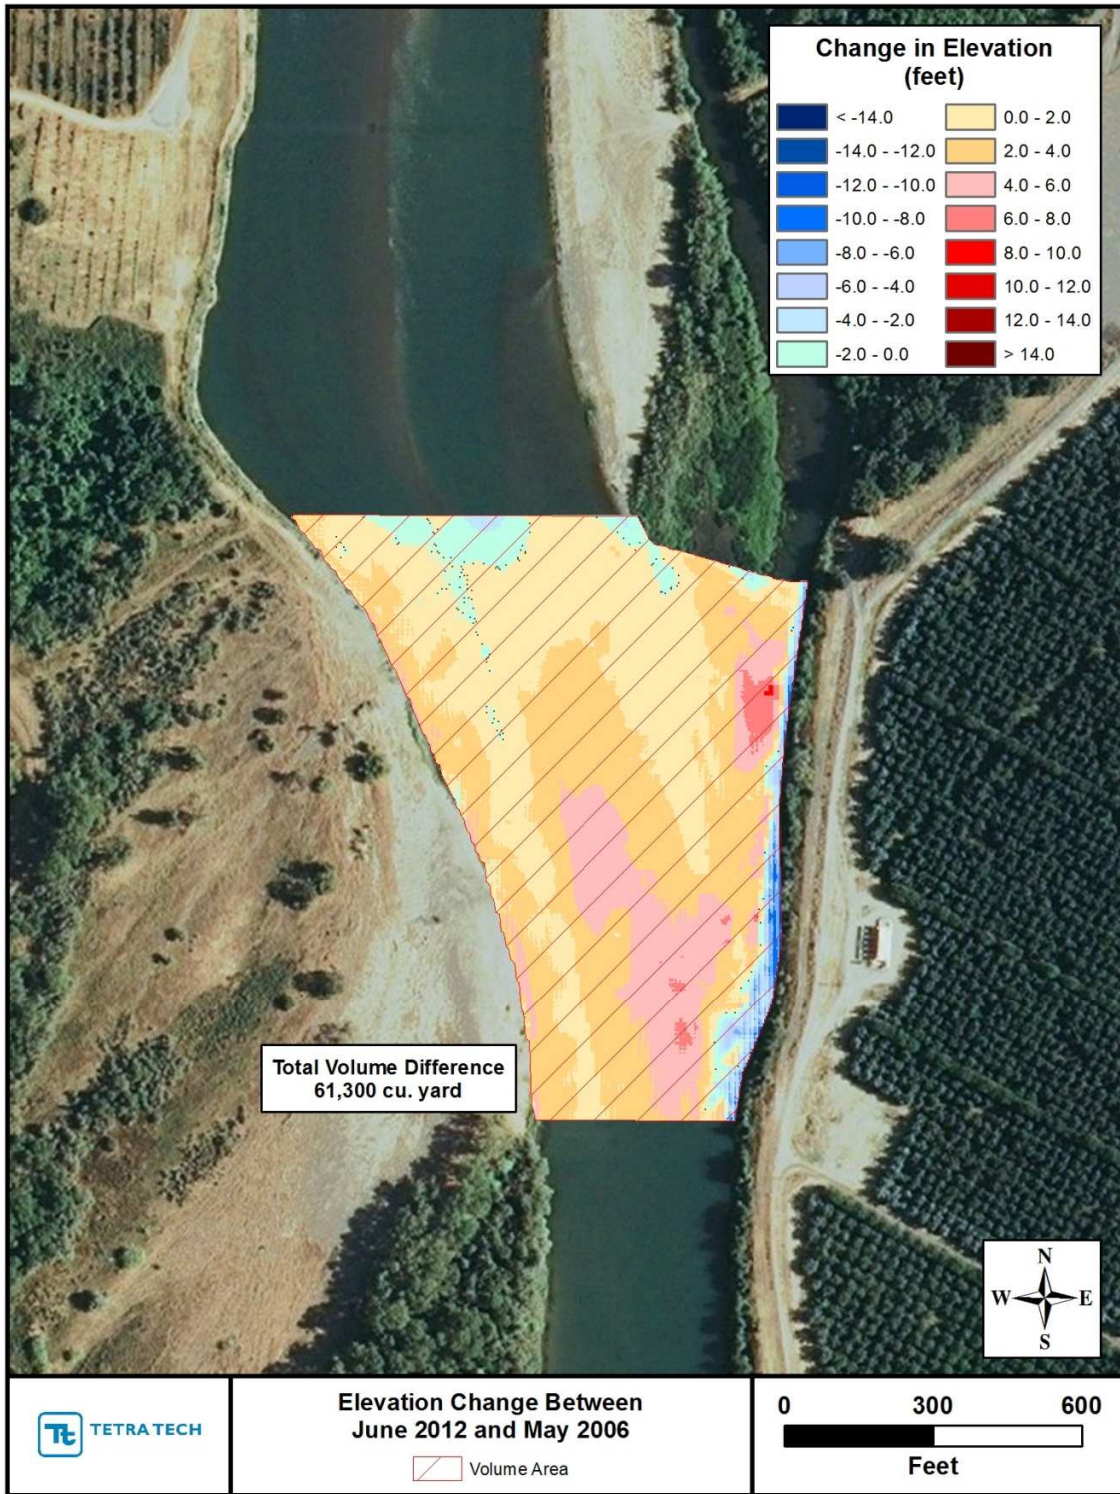 Change in Elevation
(feet)
< -14.0
-14.0 - -12.0
-12.0 - -10.0
-10.0 - -8.0
-8.0 - -6.0
-6.0 - -4.0
-4.0 - -2.0
-2.0 - 0.0
0.0 - 2.0
2.0 - 4.0
4.0 - 6.0
6.0 - 8.0
8.0 - 10.0
10.0 - 12.0
12.0 - 14.0
> 14.0
Total Volume Difference
61,300 cu. yard
N
W E
S
Tt TETRA TECH
Elevation Change Between
June 2012 and May 2006
Volume Area
0 300 600
Feet